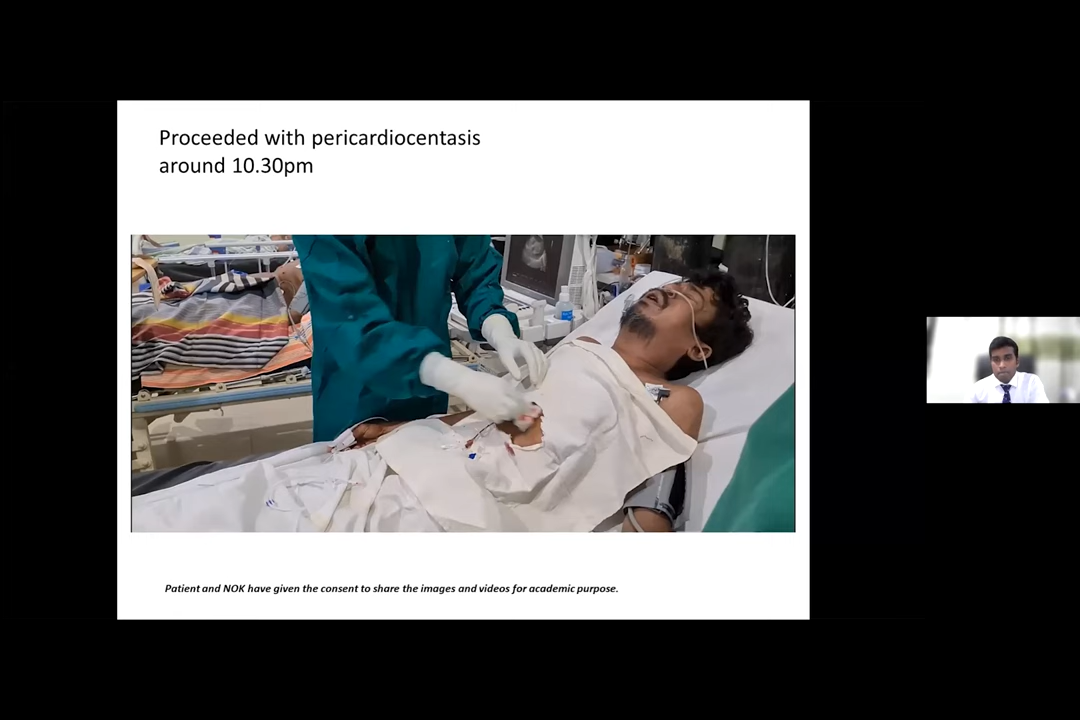 Proceeded with pericardiocentasis
around 10.30pm
Patient and NOK have given the consent to share the images and videos for academic purpose.